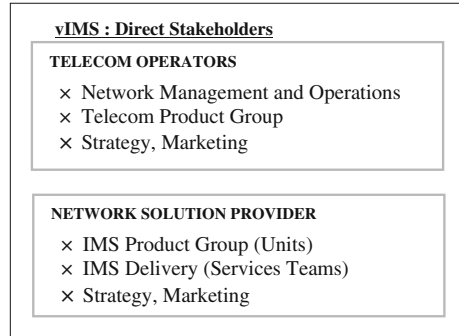 vIMS : Direct Stakeholders
TELECOM OPERATORS
× Network Management and Operations
× Telecom Product Group
× Strategy, Marketing
NETWORK SOLUTION PROVIDER
× IMS Product Group (Units)
× IMS Delivery (Services Teams)
× Strategy, Marketing